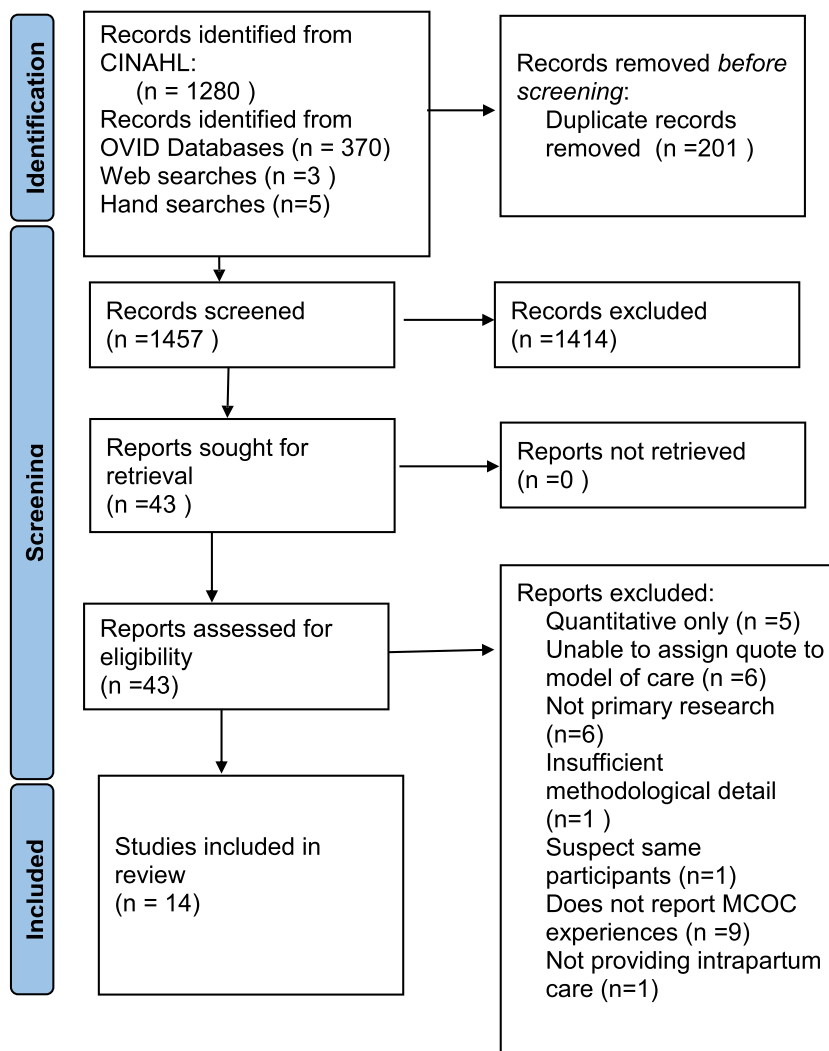 Identification
Records identified from
CINAHL:
(n = 1280 )
Records identified from
OVID Databases (n = 370)
Web searches (n =3 )
Hand searches (n=5)
Records removed before
screening:
Duplicate records
removed (n =201 )
Screening
Records screened
(n =1457 )
Records excluded
(n =1414)
Reports sought for
retrieval
(n =43 )
Reports not retrieved
(n =0 )
Reports assessed for
eligibility
(n =43)
Reports excluded:
Quantitative only (n =5)
Unable to assign quote to
model of care (n =6)
Not primary research
(n=6)
Insufficient
methodological detail
(n=1 )
Suspect same
participants (n=1)
Does not report MCOC
experiences (n =9)
Not providing intrapartum
care (n=1)
Included
Studies included in
review
(n = 14)